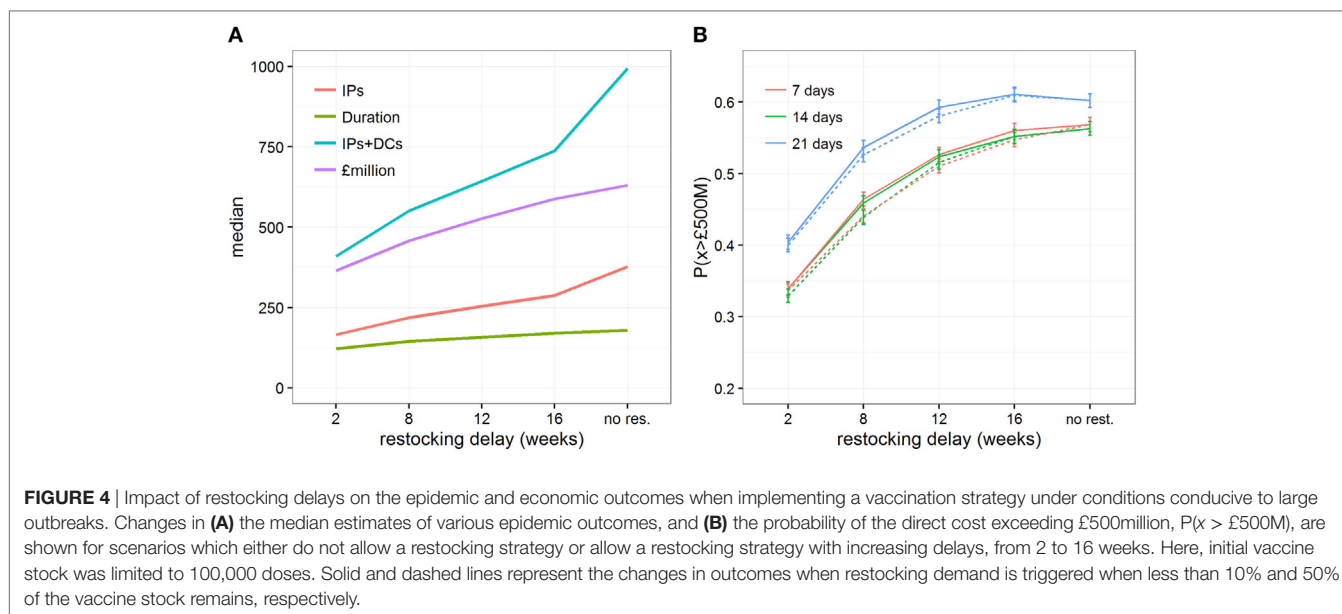 A
1000
750
500
250
0
median
IPs
Duration
IPs+DCs
£million
2 8 12 16 no res.
restocking delay (weeks)
B
0.6
0.5
0.4
0.3
0.2
P(x>£500M)
7 days
14 days
21 days
2 8 12 16 no rest.
restocking delay (weeks)
FIGURE 4 | Impact of restocking delays on the epidemic and economic outcomes when implementing a vaccination strategy under conditions conducive to large
outbreaks. Changes in (A) the median estimates of various epidemic outcomes, and (B) the probability of the direct cost exceeding £500million, P(x > £500M), are
shown for scenarios which either do not allow a restocking strategy or allow a restocking strategy with increasing delays, from 2 to 16 weeks. Here, initial vaccine
stock was limited to 100,000 doses. Solid and dashed lines represent the changes in outcomes when restocking demand is triggered when less than 10% and 50%
of the vaccine stock remains, respectively.